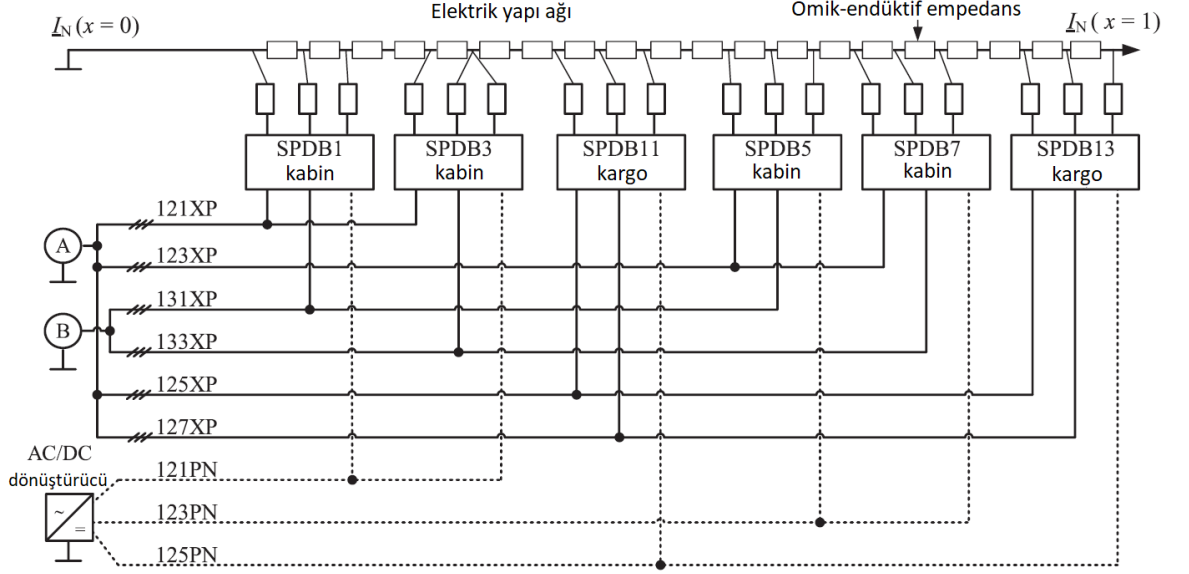 Elektrik yapı ağı
Omik-endüktif empedans
I_N (x = 0)
I_N ( x = 1)
SPDB1
kabin
SPDB3
kabin
SPDB11
kargo
SPDB5
kabin
SPDB7
kabin
SPDB13
kargo
121XP
A
123XP
131XP
B
133XP
125XP
127XP
AC/DC
dönüştürücü
121PN
~
=
123PN
125PN